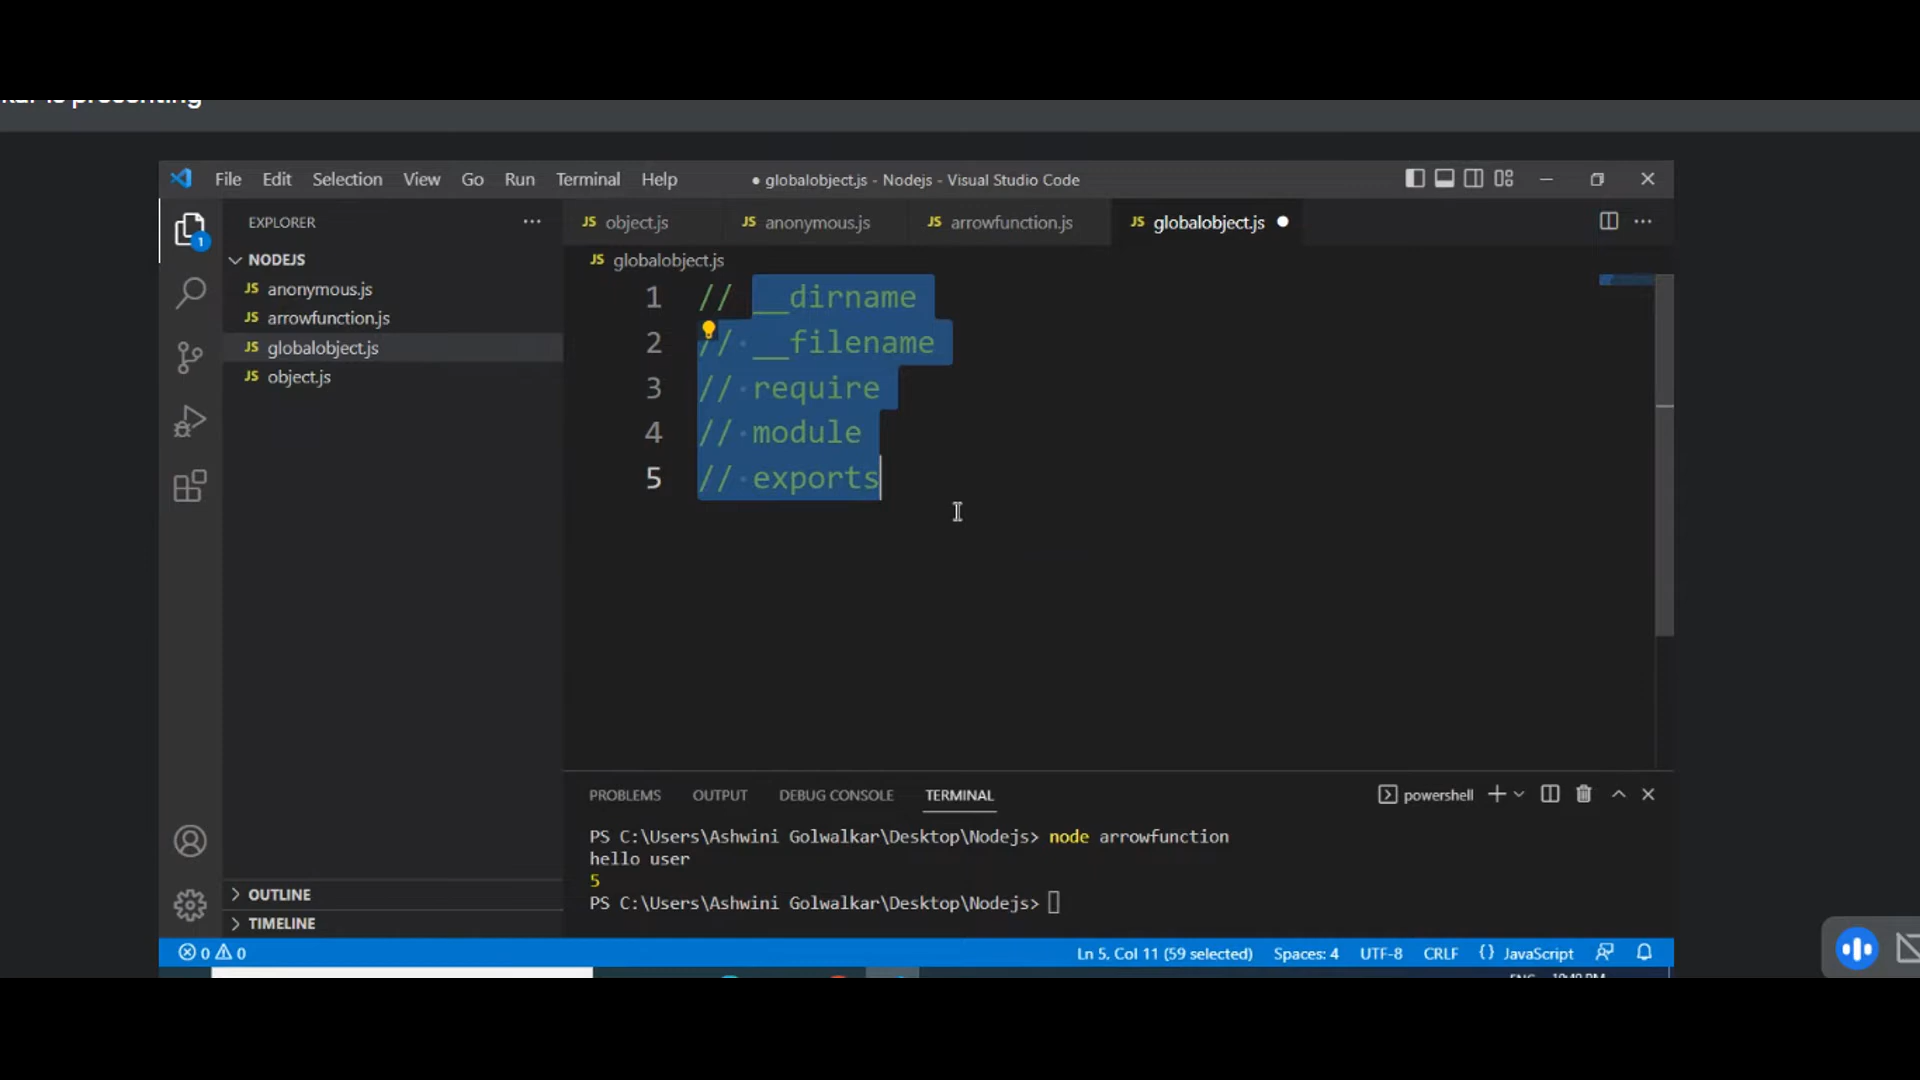 is presenting
File Edit Selection View Go Run Terminal Help
● globalobject.js - Nodejs - Visual Studio Code
EXPLORER ···
JS object.js JS anonymous.js JS arrowfunction.js JS globalobject.js ●
NODEJS
JS anonymous.js
JS arrowfunction.js
JS globalobject.js
JS object.js
1
JS globalobject.js
1 // __dirname
2 // __filename
3 // require
4 // module
5 // exports
PROBLEMS OUTPUT DEBUG CONSOLE TERMINAL
powershell
PS C:\Users\Ashwini Golwalkar\Desktop\Nodejs> node arrowfunction
hello user
5
PS C:\Users\Ashwini Golwalkar\Desktop\Nodejs>
OUTLINE
TIMELINE
0 0
Ln 5, Col 11 (59 selected) Spaces: 4 UTF-8 CRLF {} JavaScript